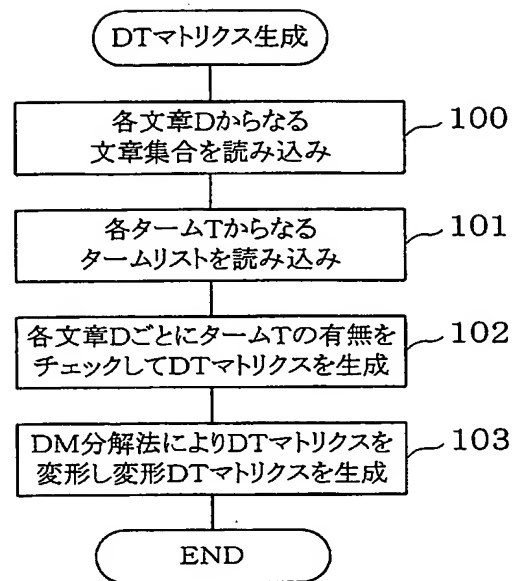 DTマトリクス生成
各文章Dからなる
文章集合を読み込み
100
各タームTからなる
タームリストを読み込み
101
各文章DごとにタームTの有無を
チェックしてDTマトリクスを生成
102
DM分解法によりDTマトリクスを
変形し変形DTマトリクスを生成
103
END